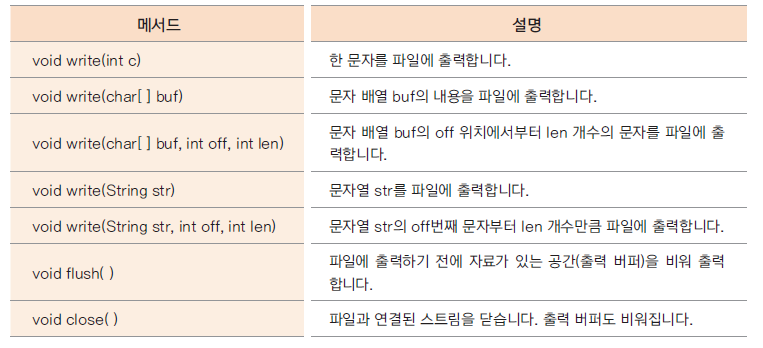 메서드
설명
void write(int c)
한 문자를 파일에 출력합니다.
void write(char[ ] buf)
문자 배열 buf의 내용을 파일에 출력합니다.
void write(char[ ] buf, int off, int len)
문자 배열 buf의 off 위치에서부터 len 개수의 문자를 파일에 출
력합니다.
void write(String str)
문자열 str를 파일에 출력합니다.
void write(String str, int off, int len)
문자열 str의 off번째 문자부터 len 개수만큼 파일에 출력합니다.
void flush( )
파일에 출력하기 전에 자료가 있는 공간(출력 버퍼)을 비워 출력
합니다.
void close( )
파일과 연결된 스트림을 닫습니다. 출력 버퍼도 비워집니다.